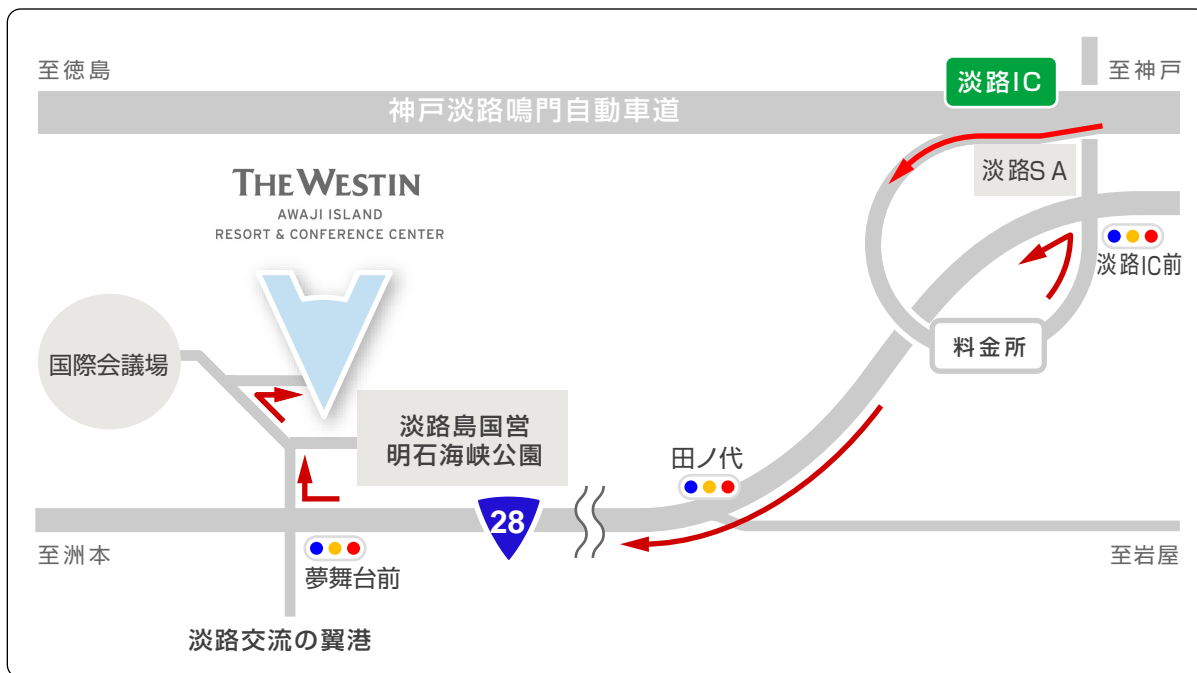 至徳島
淡路IC
至神戸
神戸淡路鳴門自動車道
淡路SA
THE WESTIN
AWAJI ISLAND
RESORT & CONFERENCE CENTER
淡路IC前
料金所
国際会議場
淡路島国営
明石海峡公園
田ノ代
28
至洲本
夢舞台前
至岩屋
淡路交流の翼港